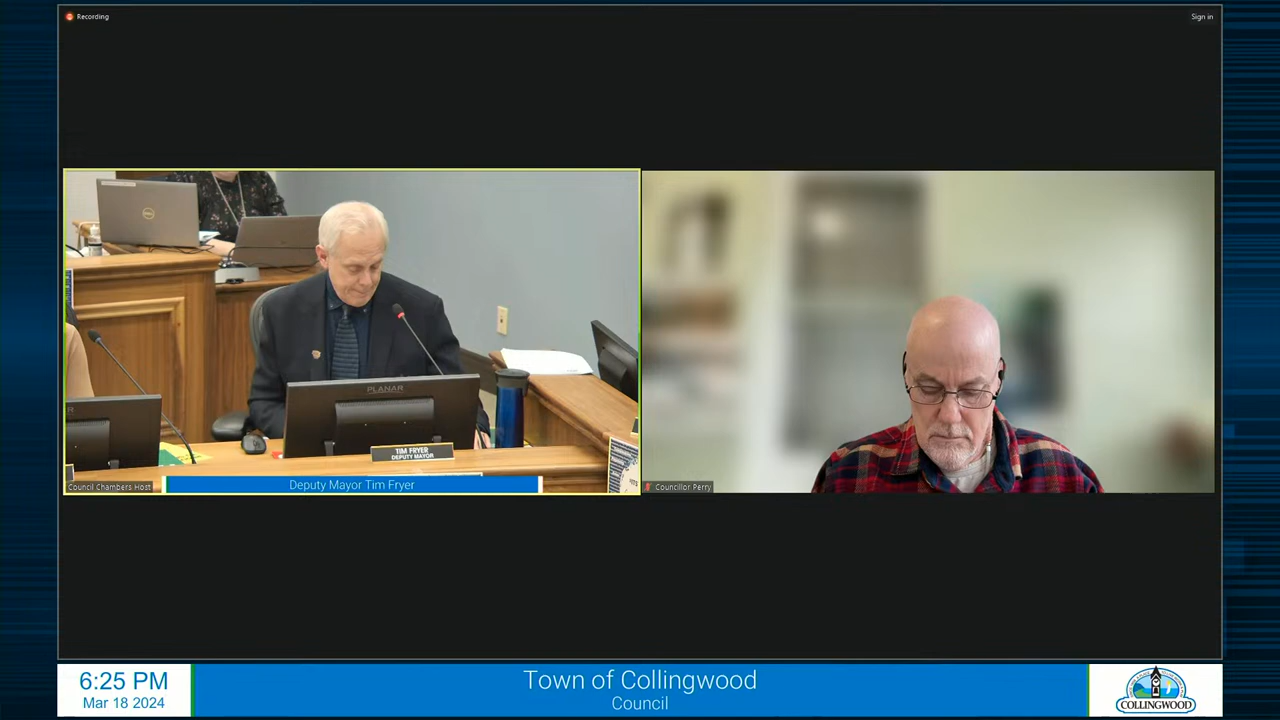 Recording
Sign in
DELL
PLANAR
R
TIM FRYER
DEPUTY MAYOR
Council Chambers Host
Deputy Mayor Tim Fryer
Councillor Perry
6:25 PM
Mar 18 2024
Town of Collingwood
Council
COLLINGWOOD